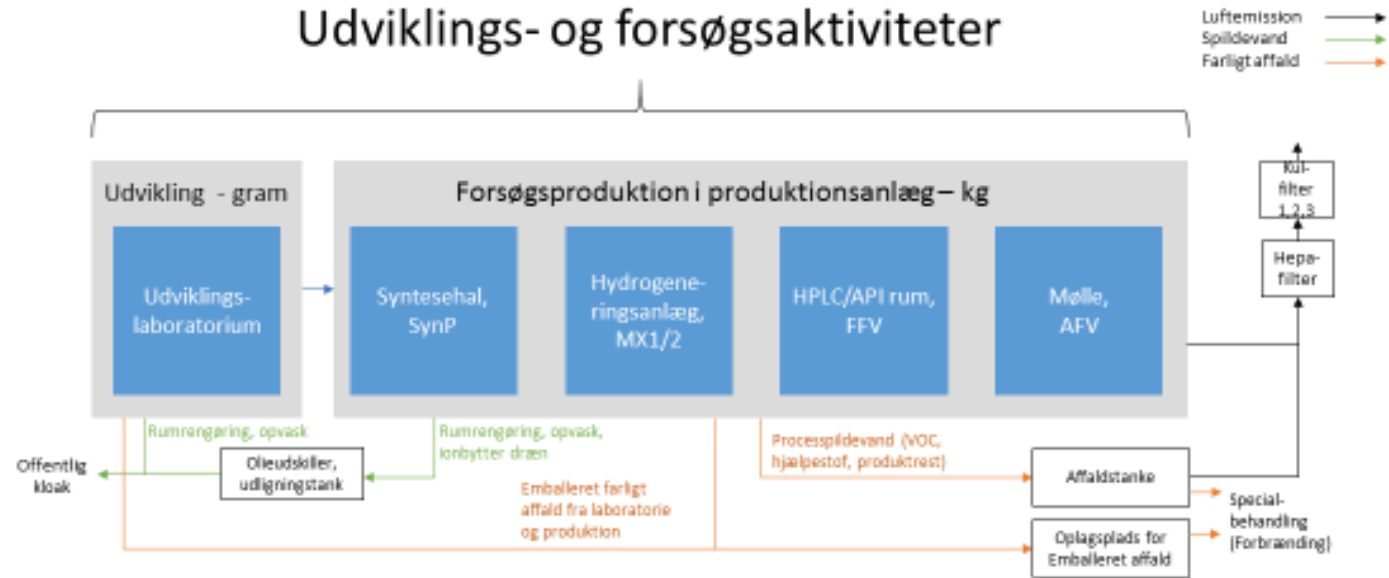 Udviklings- og forsøgsaktiviteter
Luftemission
Spildevand
Farligt affald
Udvikling - gram
Forsøgsproduktion i produktionsanlæg – kg
Udviklings-
laboratorium
Syntesehal,
SynP
Hydrogene-
ringsanlæg,
MX1/2
HPLC/API rum,
FFV
Mølle,
AFV
Kul-
filter
1,2,3
Hepa-
filter
Rumrengøring, opvask
Rumrengøring, opvask,
ionbytter dræn
Processpildevand (VOC,
hjælpestof, produktrest)
Offentlig
kloak
Olieudskiller,
udligningstank
Emballeret farligt
affald fra laboratorie
og produktion
Affaldstanke
Oplagsplads for
Emballeret affald
Special-
behandling
(Forbrænding)